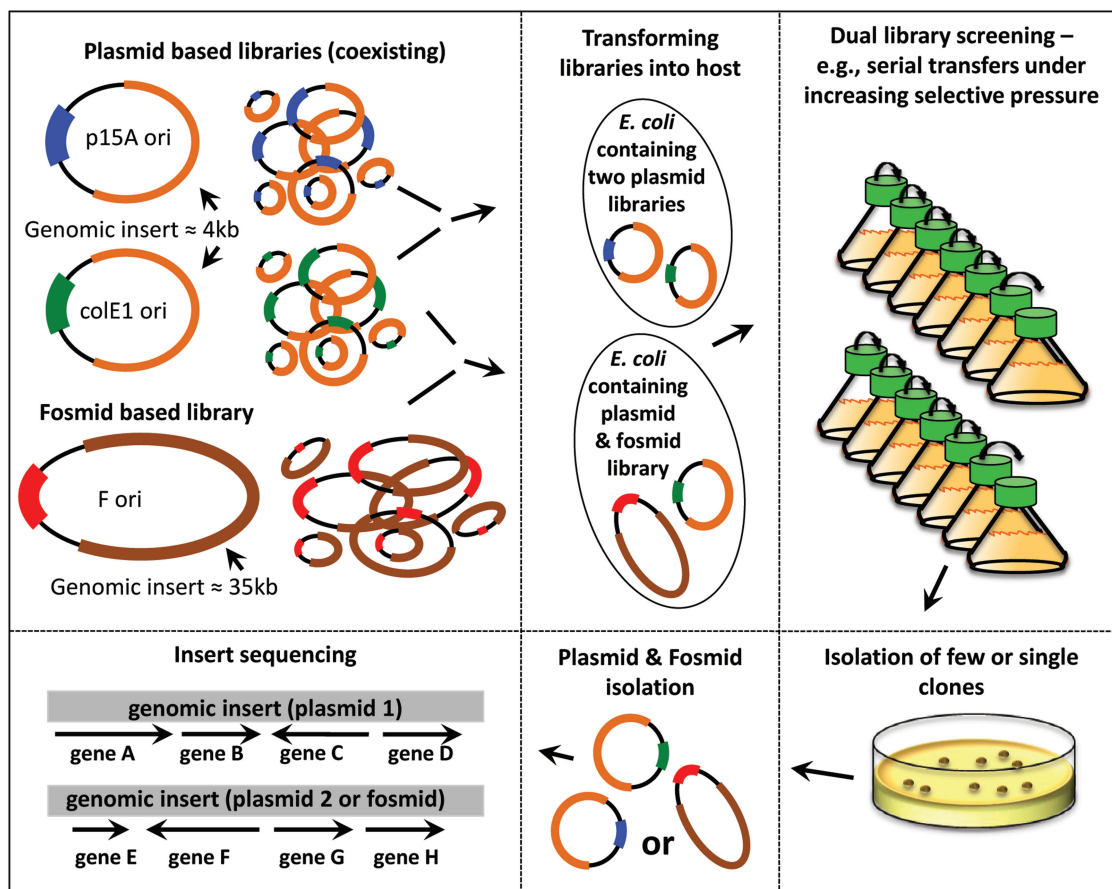 Plasmid based libraries (coexisting)
p15A ori
Genomic insert ≈ 4kb
colE1 ori
Fosmid based library
F ori
Genomic insert ≈ 35kb
Transforming
libraries into host
E. coli
containing
two plasmid
libraries
E. coli
containing
plasmid
& fosmid
library
Dual library screening –
e.g., serial transfers under
increasing selective pressure
Insert sequencing
genomic insert (plasmid 1)
gene A gene B gene C gene D
genomic insert (plasmid 2 or fosmid)
gene E gene F gene G gene H
Plasmid & Fosmid
isolation
or
Isolation of few or single
clones